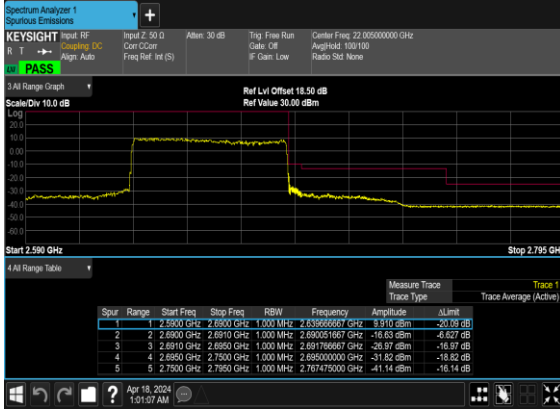 Spectrum Analyzer 1
Spurious Emissions
+
KEYSIGHT Input: RF Input Z: 50 Ω Atten: 30 dB Trig: Free Run Center Freq: 22.005000000 GHz
R T Coupling: DC Corr CCorr Gate: Off Avg|Hold: 100/100
Align: Auto Freq Ref: Int (S) IF Gain: Low Radio Std: None
PASS
3 All Range Graph Ref Lvl Offset 18.50 dB
Scale/Div 10.0 dB Ref Value 30.00 dBm
Log
20.0
10.0
0.00
-10.0
-20.0
-30.0
-40.0
-50.0
-60.0
Start 2.590 GHz Stop 2.795 GH
4 All Range Table
Measure Trace Trace 1
Trace Type Trace Average (Active)
Spur Range Start Freq Stop Freq RBW Frequency Amplitude ΔLimit
1 1 2.5900 GHz 2.6900 GHz 1.000 MHz 2.639666667 GHz 9.910 dBm -20.09 dB
2 2 2.6900 GHz 2.6910 GHz 1.000 MHz 2.690051667 GHz -16.63 dBm -6.627 dB
3 3 2.6910 GHz 2.6950 GHz 1.000 MHz 2.691766667 GHz -26.97 dBm -16.97 dB
4 4 2.6950 GHz 2.7500 GHz 1.000 MHz 2.695000000 GHz -31.82 dBm -18.82 dB
5 5 2.7500 GHz 2.7950 GHz 1.000 MHz 2.767475000 GHz -41.14 dBm -16.14 dB
? Apr 18, 2024
1:01:07 AM